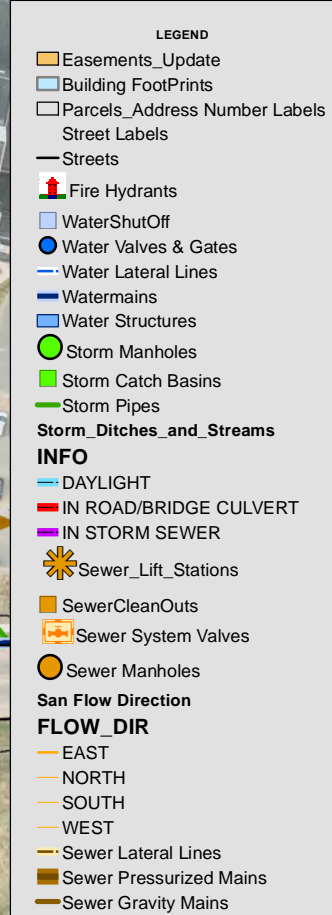 LEGEND
Easements_Update
Building FootPrints
Parcels_Address Number Labels
Street Labels
Streets
Fire Hydrants
WaterShutOff
Water Valves & Gates
Water Lateral Lines
Watermains
Water Structures
Storm Manholes
Storm Catch Basins
Storm Pipes
Storm_Ditches_and_Streams
INFO
DAYLIGHT
IN ROAD/BRIDGE CULVERT
IN STORM SEWER
Sewer_Lift_Stations
SewerCleanOuts
Sewer System Valves
Sewer Manholes
San Flow Direction
FLOW_DIR
EAST
NORTH
SOUTH
WEST
Sewer Lateral Lines
Sewer Pressurized Mains
Sewer Gravity Mains